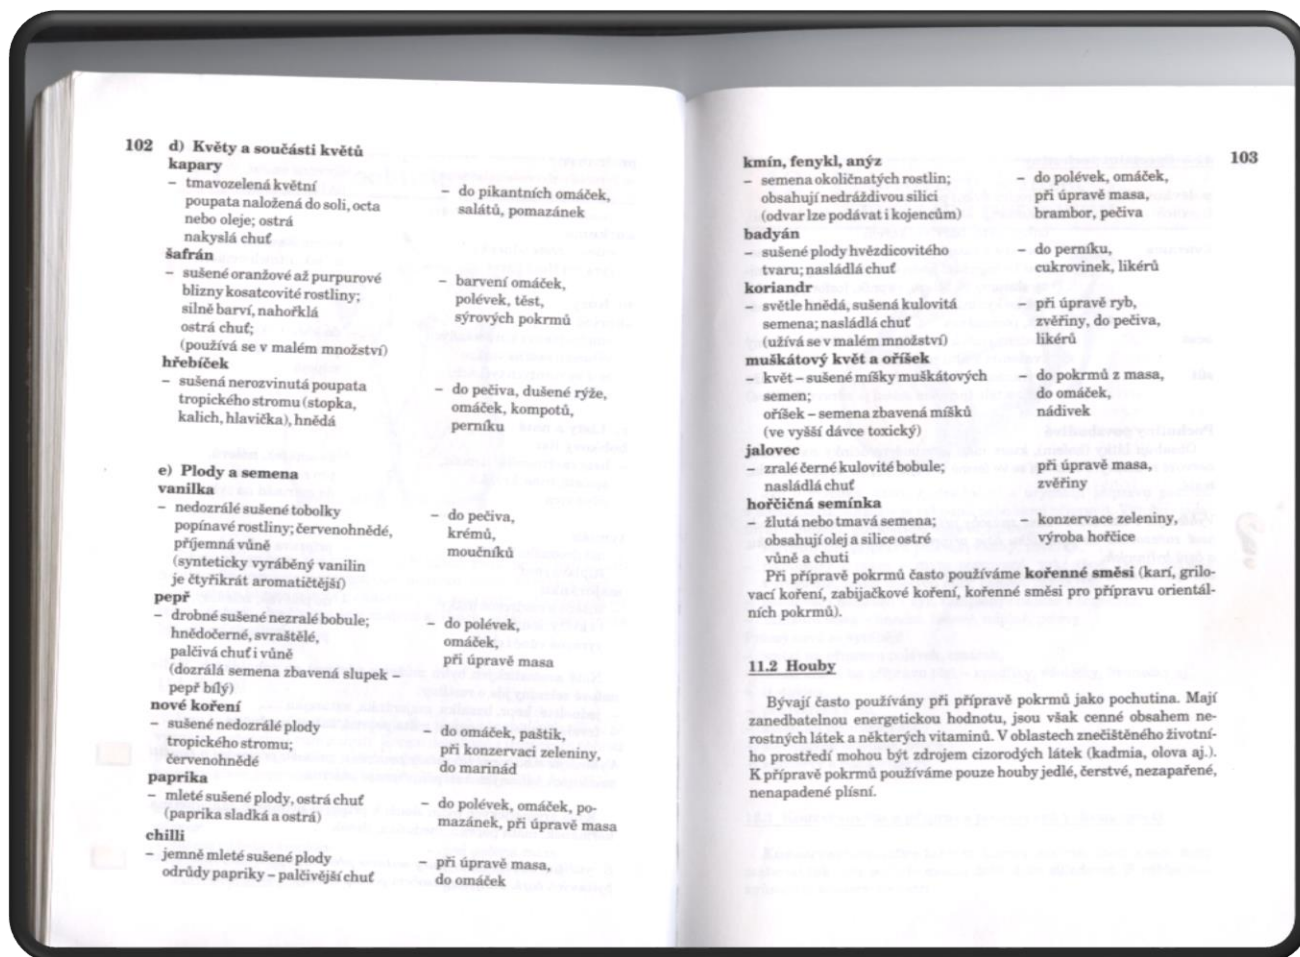 102 d) Květy a součásti květů
kapary
– tmavozelená květní
poupata naložená do soli, octa
nebo oleje; ostrá
nakyslá chuť
– do pikantních omáček,
salátů, pomazánek
šafrán
– sušené oranžové až purpurové
blizny kosatcovité rostliny;
silně barví, nahořklá
ostrá chuť;
(používá se v malém množství)
– barvení omáček,
polévek, těst,
sýrových pokrmů
hřebíček
– sušená nerozvinutá poupata
tropického stromu (stopka,
kalich, hlavička), hnědá
– do pečiva, dušené rýže,
omáček, kompotů,
perníku
e) Plody a semena
vanilka
– nedozrálé sušené tobolky
popínavé rostliny; červenohnědé,
příjemná vůně
(synteticky vyráběný vanilin
je čtyřikrát aromatičtější)
– do pečiva,
krémů,
moučníků
pepř
– drobné sušené nezralé bobule;
hnědočerné, svraštělé,
palčivá chuť i vůně
(dozrálá semena zbavená slupek –
pepř bílý)
– do polévek,
omáček,
při úpravě masa
nové koření
– sušené nedozrálé plody
tropického stromu;
červenohnědé
– do omáček, paštik,
při konzervaci zeleniny,
do marinád
paprika
– mleté sušené plody, ostrá chuť
(paprika sladká a ostrá)
– do polévek, omáček, po-
mazánek, při úpravě masa
chilli
– jemně mleté sušené plody
odrůdy papriky – palčivější chuť
– při úpravě masa,
do omáček
103
kmín, fenykl, anýz
– semena okoličnatých rostlin;
obsahují nedráždivou silici
(odvar lze podávat i kojencům)
– do polévek, omáček,
při úpravě masa,
brambor, pečiva
badyán
– sušené plody hvězdicovitého
tvaru; nasládlá chuť
– do perníku,
cukrovinek, likérů
koriandr
– světle hnědá, sušená kulovitá
semena; nasládlá chuť
(užívá se v malém množství)
– při úpravě ryb,
zvěřiny, do pečiva,
likérů
muškátový květ a oříšek
– květ – sušené míšky muškátových
semen;
oříšek – semena zbavená míšků
(ve vyšší dávce toxický)
– do pokrmů z masa,
do omáček,
nádivek
jalovec
– zralé černé kulovité bobule;
nasládlá chuť
při úpravě masa,
zvěřiny
hořčičná semínka
– žlutá nebo tmavá semena;
obsahují olej a silice ostré
vůně a chuti
– konzervace zeleniny,
výroba hořčice
Při přípravě pokrmů často používáme kořenné směsi (karí, grilo-
vací koření, zabijačkové koření, kořenné směsi pro přípravu orientál-
ních pokrmů).
11.2 Houby
Bývají často používány při přípravě pokrmů jako pochutina. Mají
zanedbatelnou energetickou hodnotu, jsou však cenné obsahem ne-
rostných látek a některých vitaminů. V oblastech znečištěného životní-
ho prostředí mohou být zdrojem cizorodých látek (kadmia, olova aj.).
K přípravě pokrmů používáme pouze houby jedlé, čerstvé, nezapařené,
nenapadené plísní.